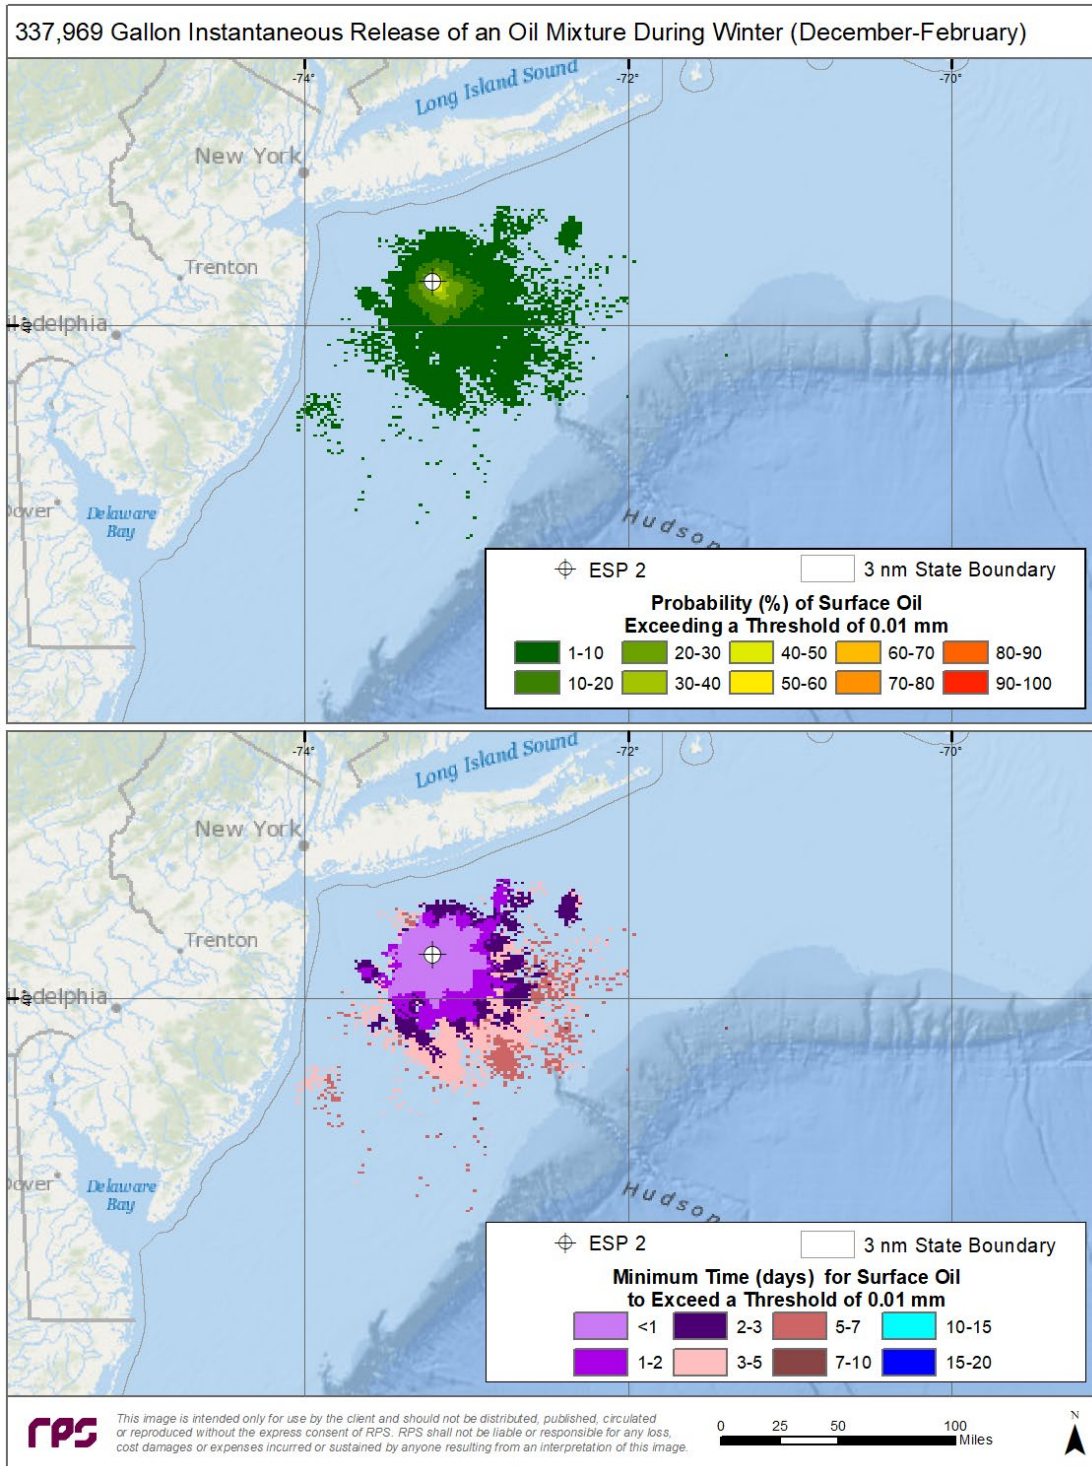 337,969 Gallon Instantaneous Release of an Oil Mixture During Winter (December-February)
-74° -72° -70°
Long Island Sound
New York
Trenton
iladelphia
40°
Dover
Delaware
Bay
Hudson
ESP 2 3 nm State Boundary
Probability (%) of Surface Oil
Exceeding a Threshold of 0.01 mm
1-10 20-30 40-50 60-70 80-90
10-20 30-40 50-60 70-80 90-100
-74° -72° -70°
Long Island Sound
New York
Trenton
iladelphia
40°
Dover
Delaware
Bay
Hudson
ESP 2 3 nm State Boundary
Minimum Time (days) for Surface Oil
to Exceed a Threshold of 0.01 mm
<1 2-3 5-7 10-15
1-2 3-5 7-10 15-20
rps
This image is intended only for use by the client and should not be distributed, published, circulated
or reproduced without the express consent of RPS. RPS shall not be liable or responsible for any loss,
cost damages or expenses incurred or sustained by anyone resulting from an interpretation of this image.
0 25 50 100
Miles
N